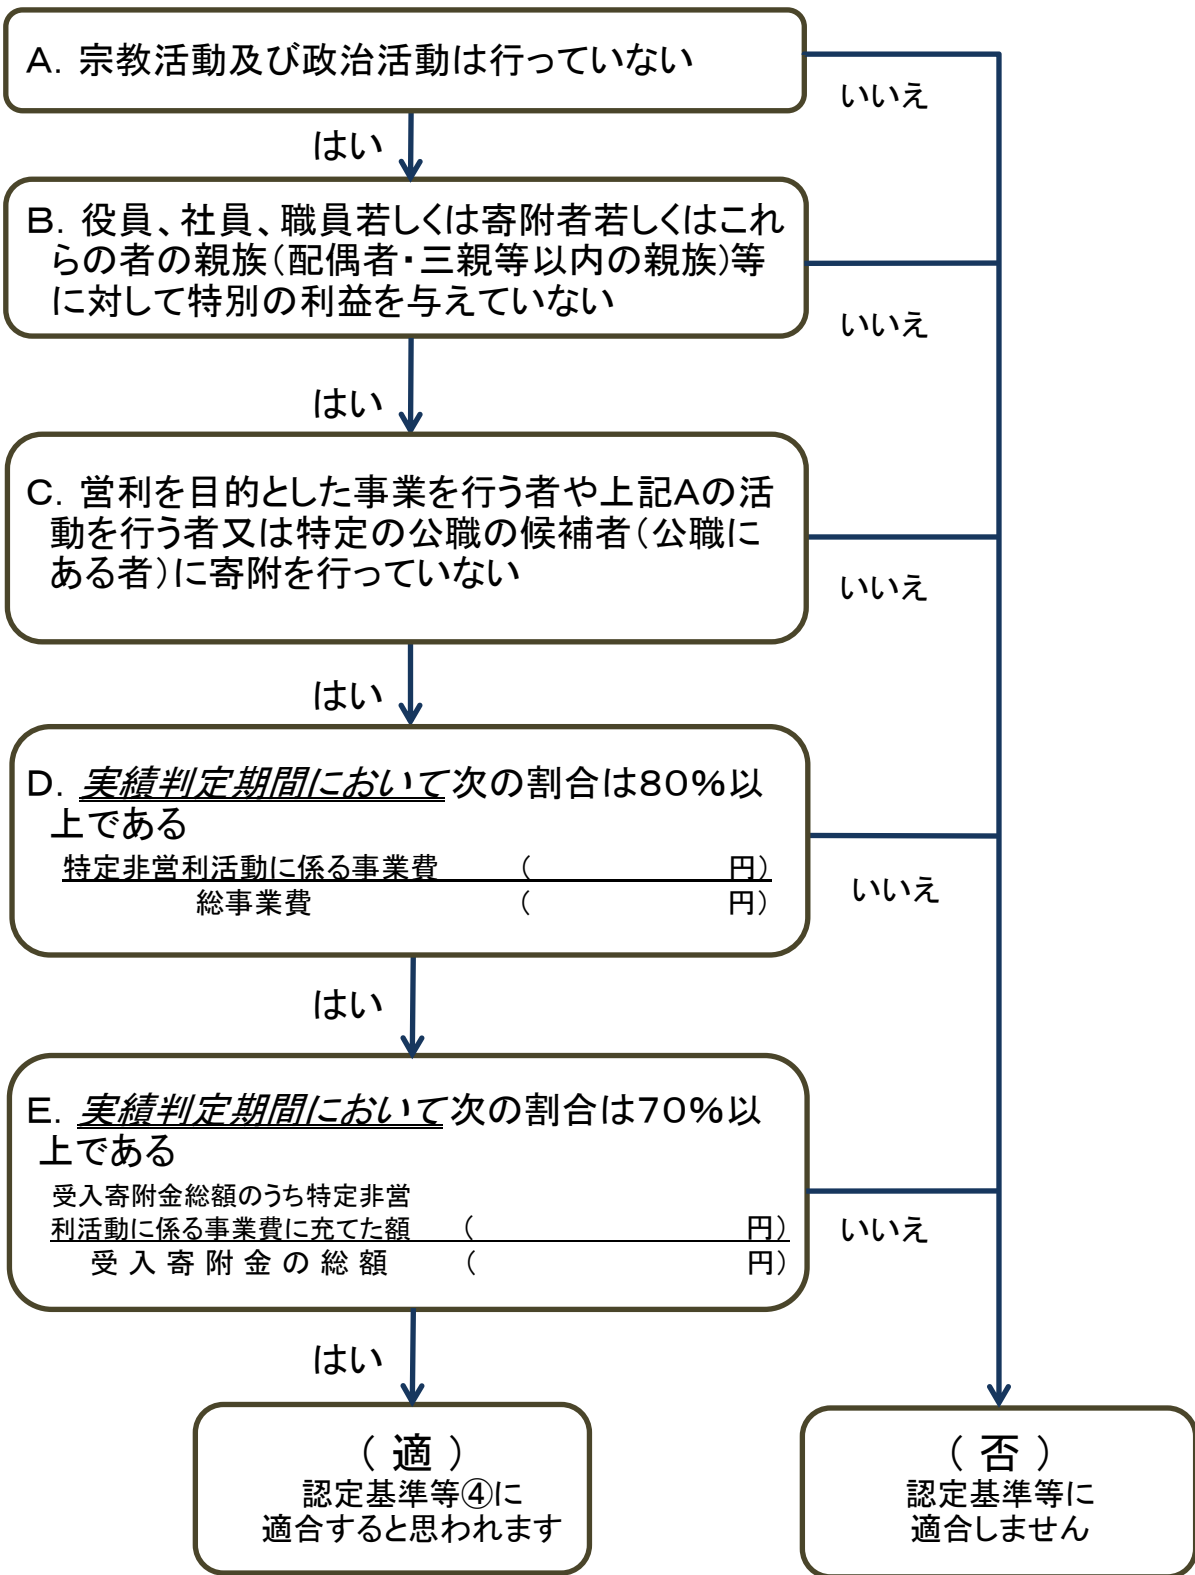 A. 宗教活動及び政治活動は行っていない
いいえ
はい
B. 役員、社員、職員若しくは寄附者若しくはこれ
らの者の親族(配偶者・三親等以内の親族)等
に対して特別の利益を与えていない
いいえ
はい
C. 営利を目的とした事業を行う者や上記Aの活
動を行う者又は特定の公職の候補者(公職に
ある者)に寄附を行っていない
いいえ
はい
D. 実績判定期間において次の割合は80%以
上である
特定非営利活動に係る事業費 ( 円)
総事業費 ( 円)
いいえ
はい
E. 実績判定期間において次の割合は70%以
上である
受入寄附金総額のうち特定非営
利活動に係る事業費に充てた額 ( 円)
受入寄附金の総額 ( 円)
いいえ
はい
(適)
認定基準等④に
適合すると思われます
(否)
認定基準等に
適合しません